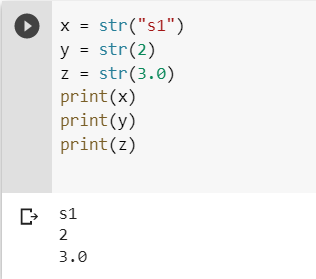 x = str("s1")
y = str(2)
z = str(3.0)
print(x)
print(y)
print(z)
s1
2
3.0